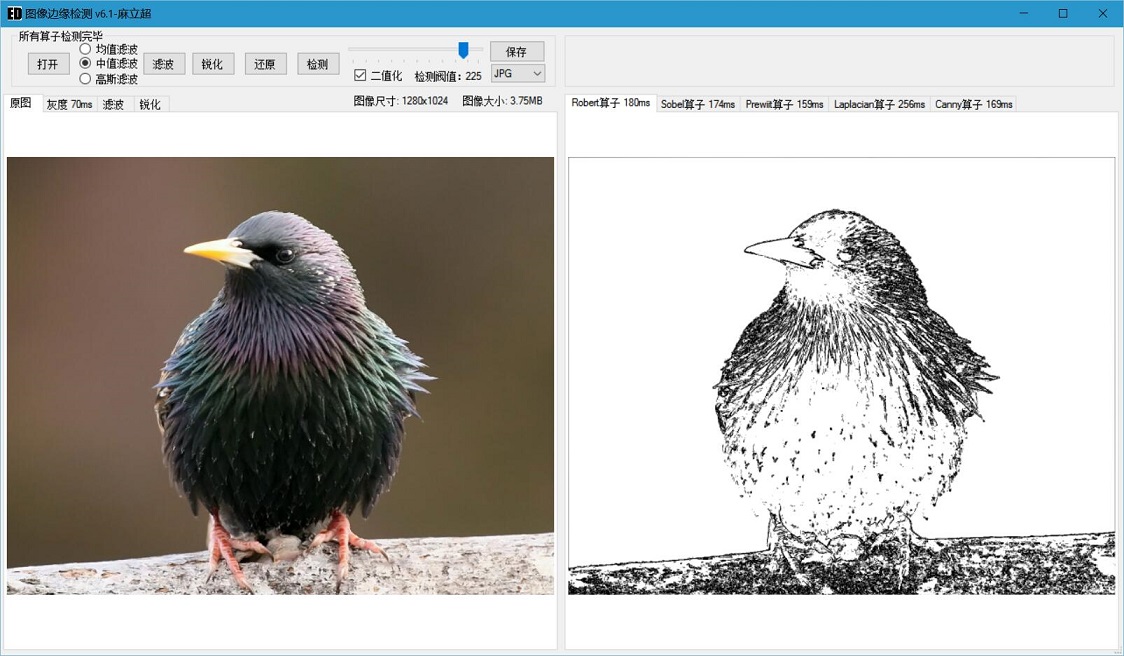 ED 图像边缘检测 v6.1-麻立超
所有算子检测完毕
打开
均值滤波
中值滤波
高斯滤波
滤波
锐化
还原
检测
二值化
检测阀值: 225
保存
JPG
原图
灰度 70ms
滤波
锐化
图像尺寸: 1280x1024
图像大小: 3.75MB
Robert算子 180ms
Sobel算子 174ms
Prewiit算子 159ms
Laplacian算子 256ms
Canny算子 169ms